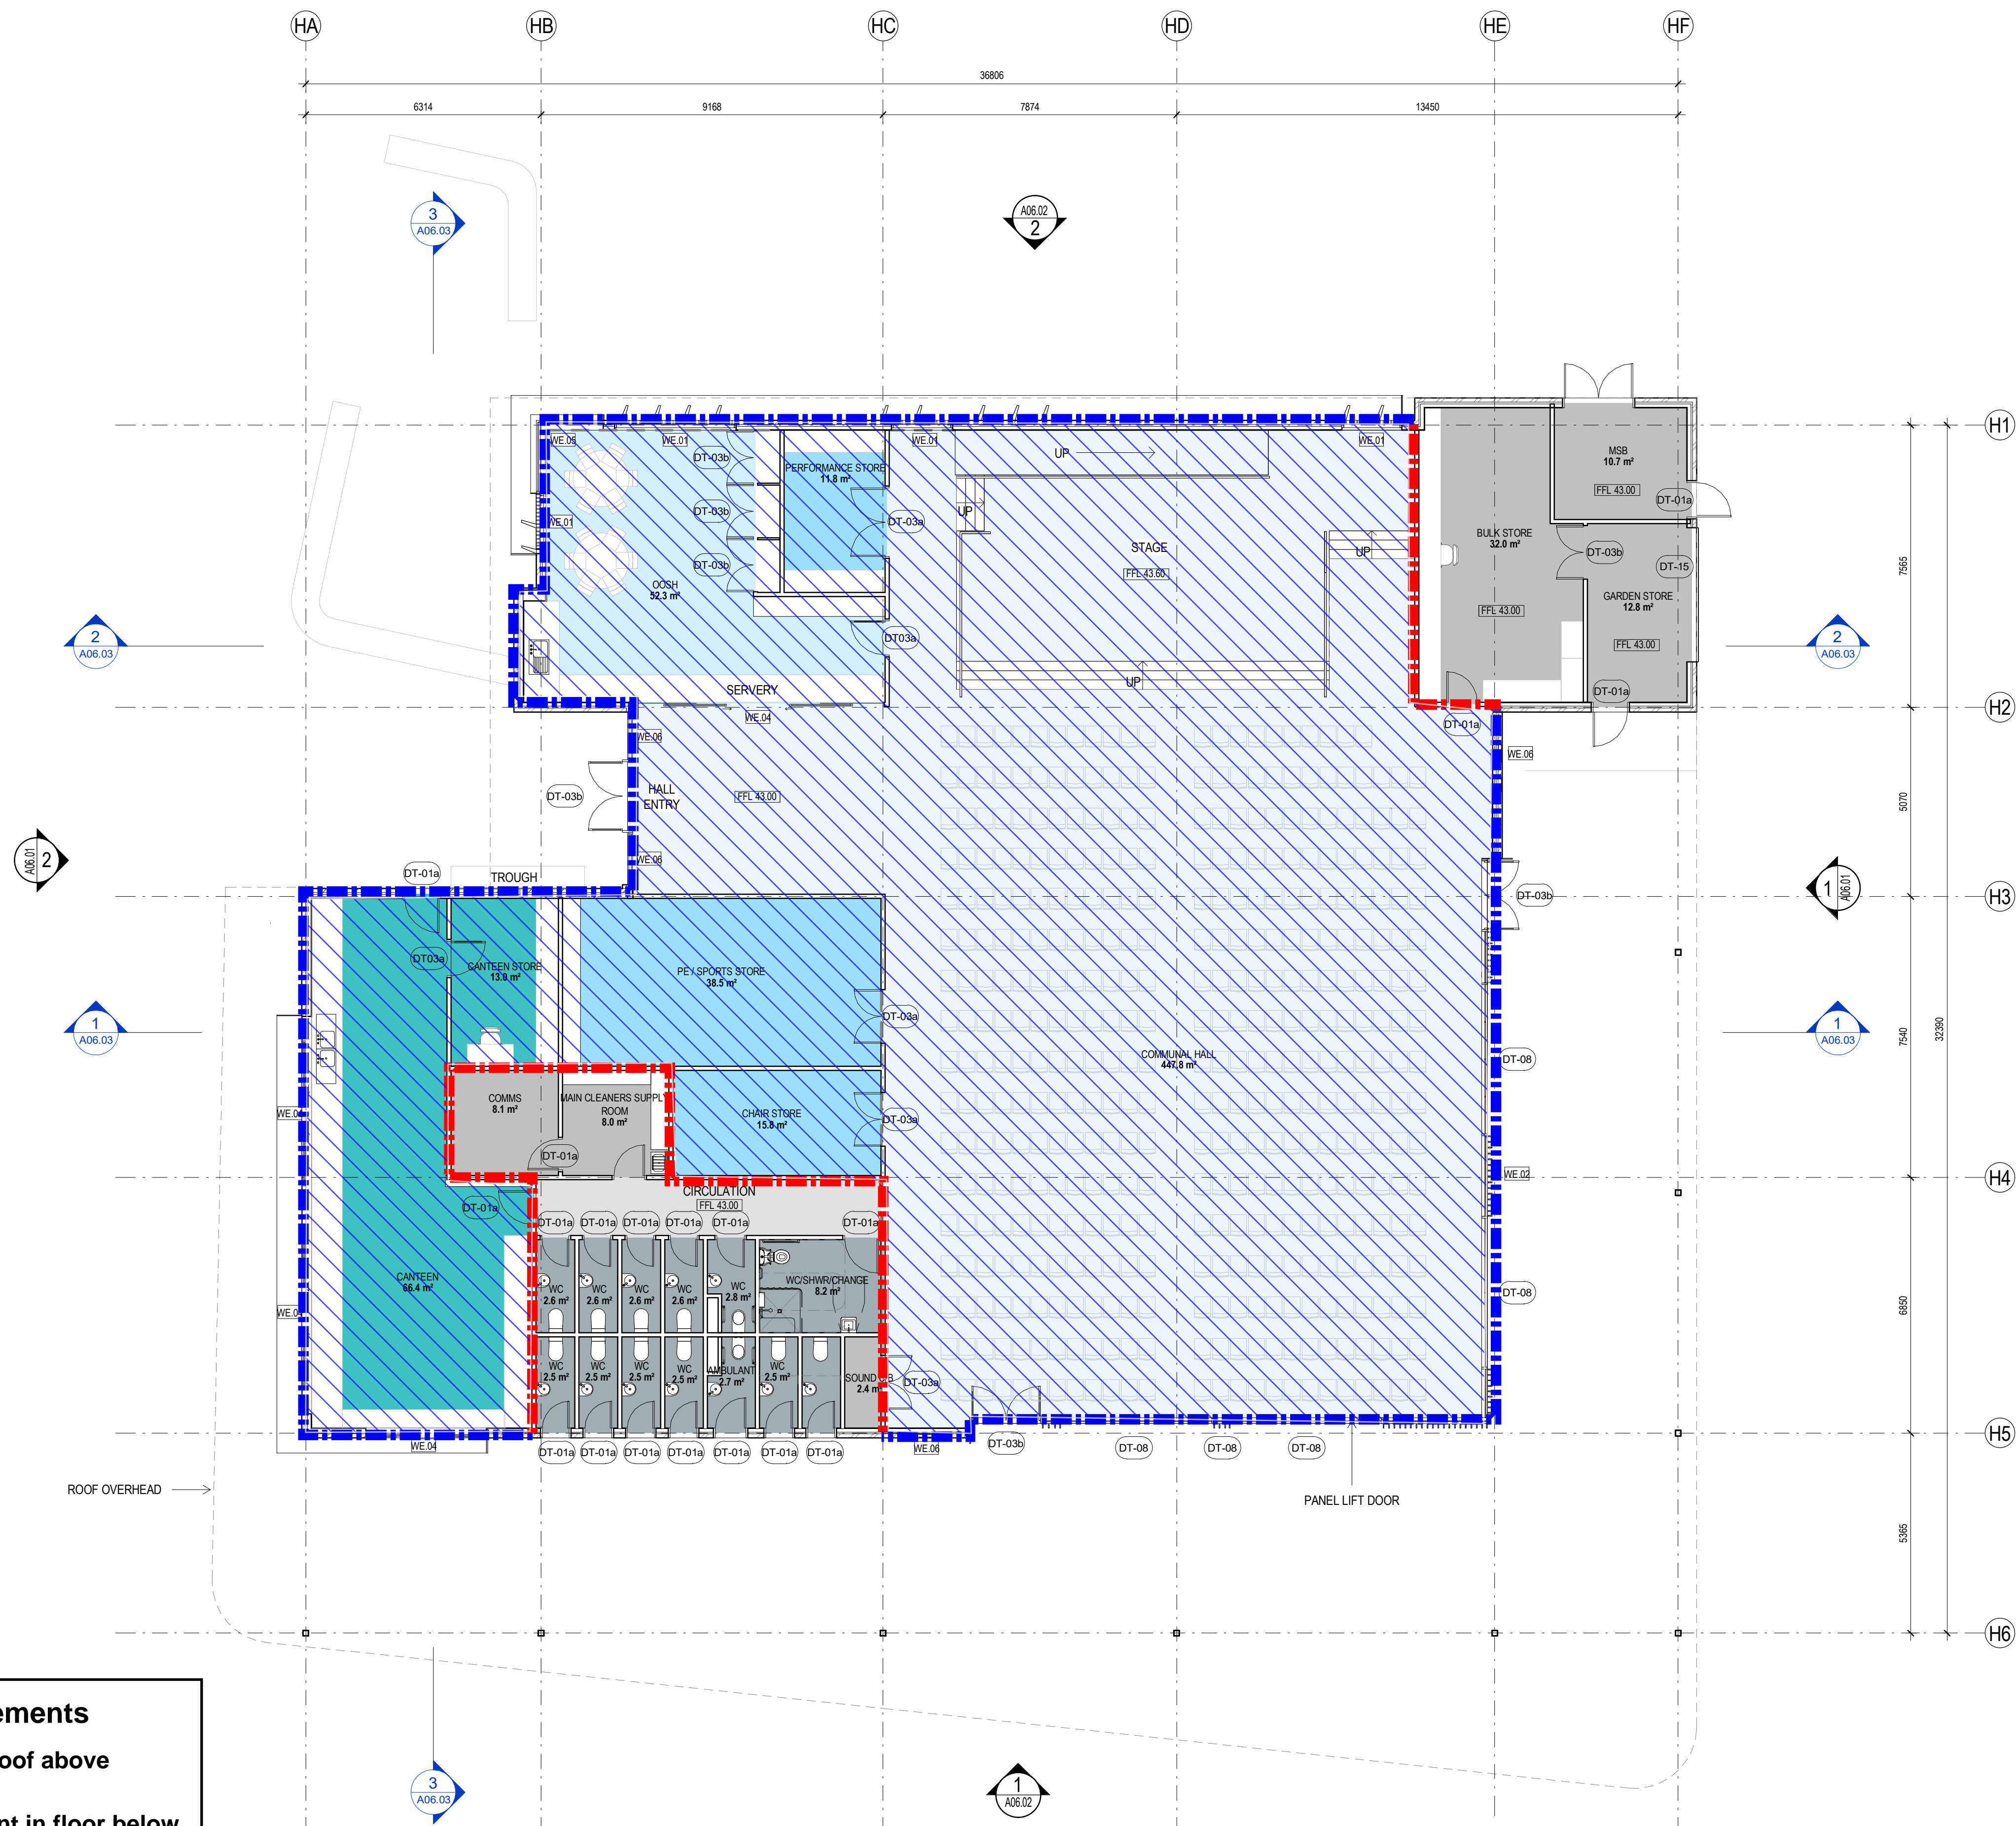 HA HB HC HD HE HF
36806
6314 9168 7874 13450
3
A06.03
A06.02
2
H1
WE.05 WE.01 WE.01 WE.01
DT-03b
PERFORMANCE STORE
11.8 m²
UP
MSB
10.7 m²
FFL 43.00
DT-01a
WE.01
DT-03b
DT-03a
UP
STAGE
FFL 43.60
UP
BULK STORE
32.0 m²
DT-03b
DT-15
7565
DT-03b
OOSH
52.3 m²
GARDEN STORE
12.8 m²
FFL 43.00
FFL 43.00
2
A06.03
DT03a
2
A06.03
UP
SERVERY
DT-01a
H2
WE.04
DT-01a
WE.06
WE.06
DT-03b
HALL
ENTRY
FFL 43.00
5070
A06.01
2
WE.06
DT-01a
TROUGH
1
A06.01
DT-03b
H3
DT03a
CANTEEN STORE
13.0 m²
PE / SPORTS STORE
38.5 m²
DT-03a
1
A06.03
1
A06.03
7540
32390
COMMUNAL HALL
447.8 m²
DT-08
COMMS
8.1 m²
MAIN CLEANERS SUPPLY
ROOM
8.0 m²
CHAIR STORE
15.8 m²
DT-03a
WE.0
DT-01a
WE.02
H4
CIRCULATION
FFL 43.00
DT-01a
DT-01a DT-01a DT-01a DT-01a DT-01a DT-01a
CANTEEN
66.4 m²
WC
2.6 m²
WC
2.6 m²
WC
2.6 m²
WC
2.6 m²
WC
2.8 m²
WC/SHWR/CHANGE
8.2 m²
WE.0
DT-08
6850
WC
2.5 m²
WC
2.5 m²
WC
2.5 m²
WC
2.5 m²
AMBULANT
2.7 m²
WC
2.5 m²
2.4 m²
DT-03a
H5
WE.04
DT-01a DT-01a DT-01a DT-01a DT-01a DT-01a DT-01a
WE.06
DT-03b
DT-08 DT-08 DT-08
ROOF OVERHEAD
PANEL LIFT DOOR
5365
H6
ements
oof above
nt in floor below
3
A06.03
1
A06.02